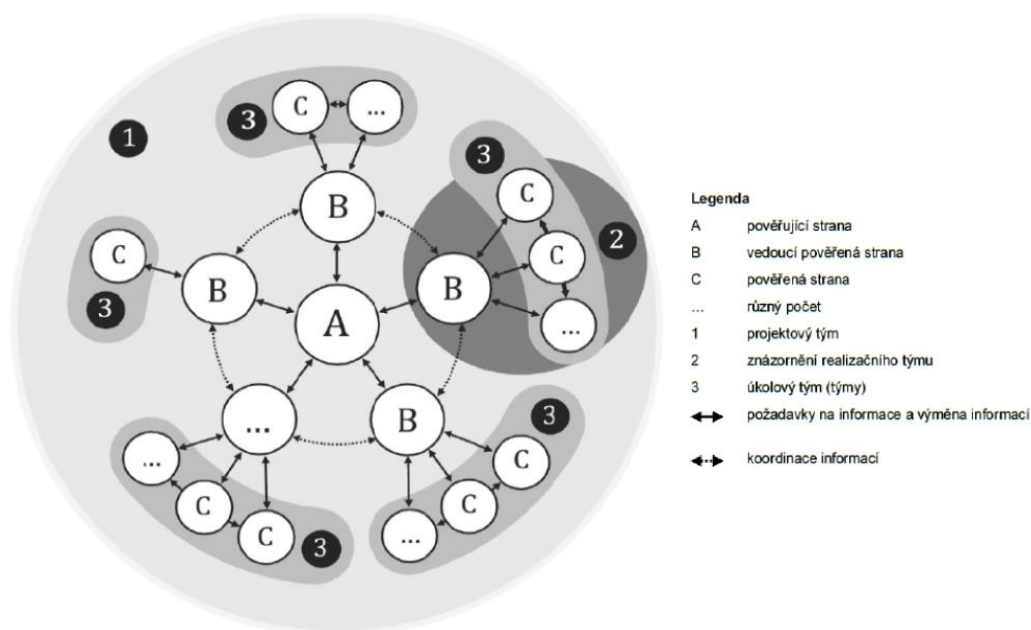 3
C
...
1
3
C
B
2
C
C
B
B
3
A
...
...
B
3
...
C
C
C
C
3
...
Legenda
A pověřující strana
B vedoucí pověřená strana
C pověřená strana
... různý počet
1 projektový tým
2 znázornění realizačního týmu
3 úkolový tým (týmy)
požadavky na informace a výměna informací
koordinace informací